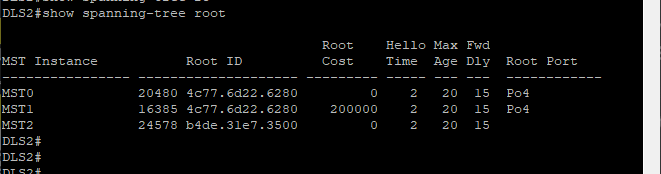 DLS2#show spanning-tree root
Root Hello Max Fwd
MST Instance Root ID Cost Time Age Dly Root Port
---------------- -------------------- --------- ----- --- --- ------------
MST0 20480 4c77.6d22.6280 0 2 20 15 Po4
MST1 16385 4c77.6d22.6280 200000 2 20 15 Po4
MST2 24578 b4de.31e7.3500 0 2 20 15
DLS2#
DLS2#
DLS2#